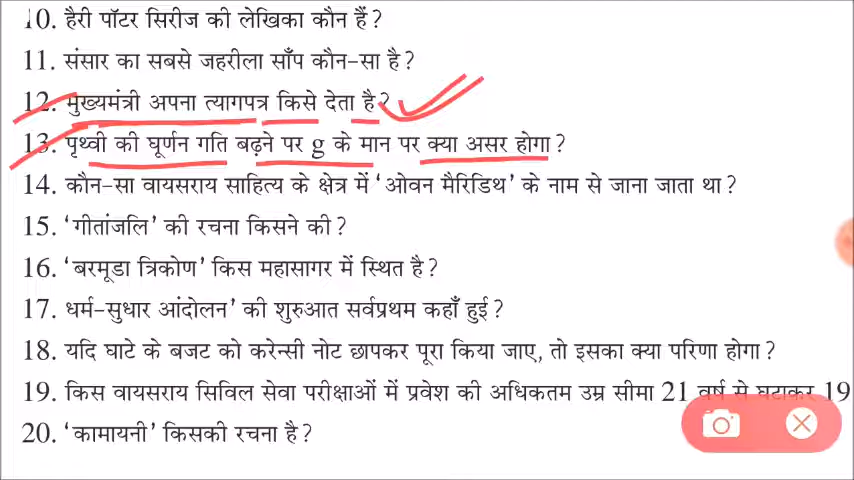 10. हैरी पॉटर सिरीज की लेखिका कौन हैं?
11. संसार का सबसे जहरीला साँप कौन-सा है?
12. मुख्यमंत्री अपना त्यागपत्र किसे देता है?
13. पृथ्वी की घूर्णन गति बढ़ने पर g के मान पर क्या असर होगा?
14. कौन-सा वायसराय साहित्य के क्षेत्र में 'ओवन मैरिडिथ' के नाम से जाना जाता था?
15. 'गीतांजलि' की रचना किसने की?
16. 'बरमूडा त्रिकोण' किस महासागर में स्थित है?
17. धर्म-सुधार आंदोलन' की शुरुआत सर्वप्रथम कहाँ हुई?
18. यदि घाटे के बजट को करेन्सी नोट छापकर पूरा किया जाए, तो इसका क्या परिणा होगा?
19. किस वायसराय सिविल सेवा परीक्षाओं में प्रवेश की अधिकतम उम्र सीमा 21 वर्ष से घटाकर 19
20. 'कामायनी' किसकी रचना है?